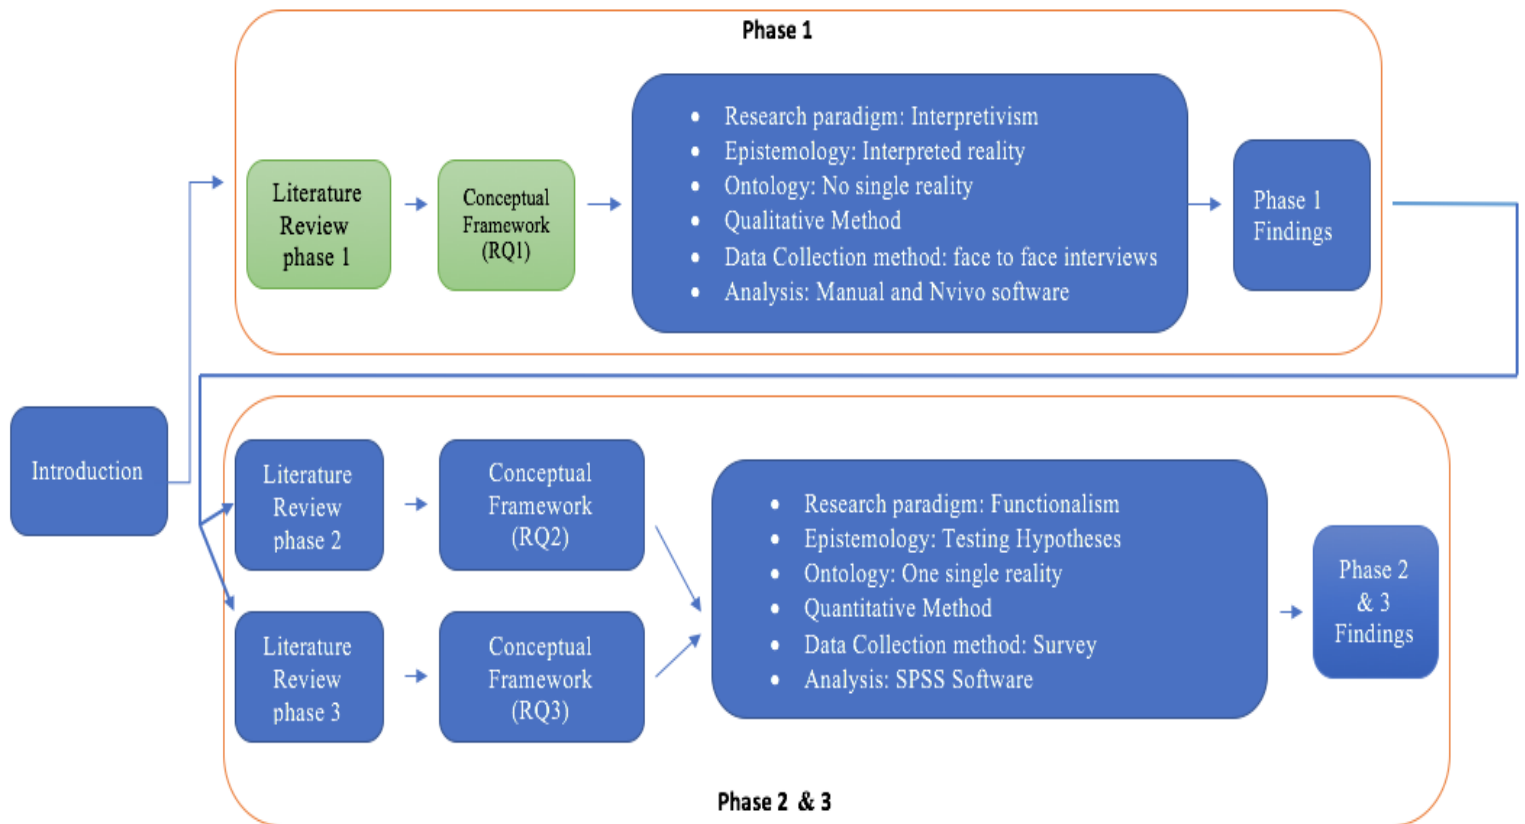 Phase 1
Literature
Review
phase 1
Conceptual
Framework
(RQ1)
• Research paradigm: Interpretivism
• Epistemology: Interpreted reality
• Ontology: No single reality
• Qualitative Method
• Data Collection method: face to face interviews
• Analysis: Manual and Nvivo software
Phase 1
Findings
Introduction
Literature
Review
phase 2
Conceptual
Framework
(RQ2)
Literature
Review
phase 3
Conceptual
Framework
(RQ3)
• Research paradigm: Functionalism
• Epistemology: Testing Hypotheses
• Ontology: One single reality
• Quantitative Method
• Data Collection method: Survey
• Analysis: SPSS Software
Phase 2
& 3
Findings
Phase 2 & 3